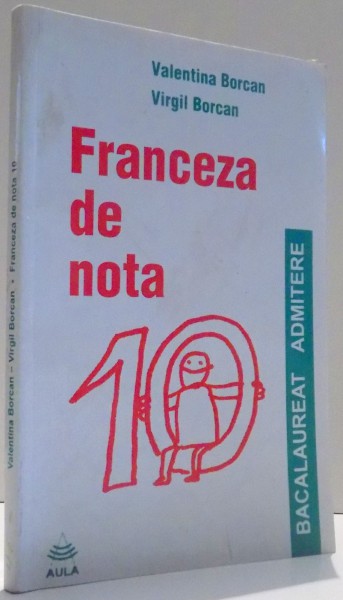 Valentina Borcan
Virgil Borcan
Franceza
de
nota
10
BACALAUREAT ADMITERE
Valentina Borcan – Virgil Borcan • Franceza de nota 10
AULA